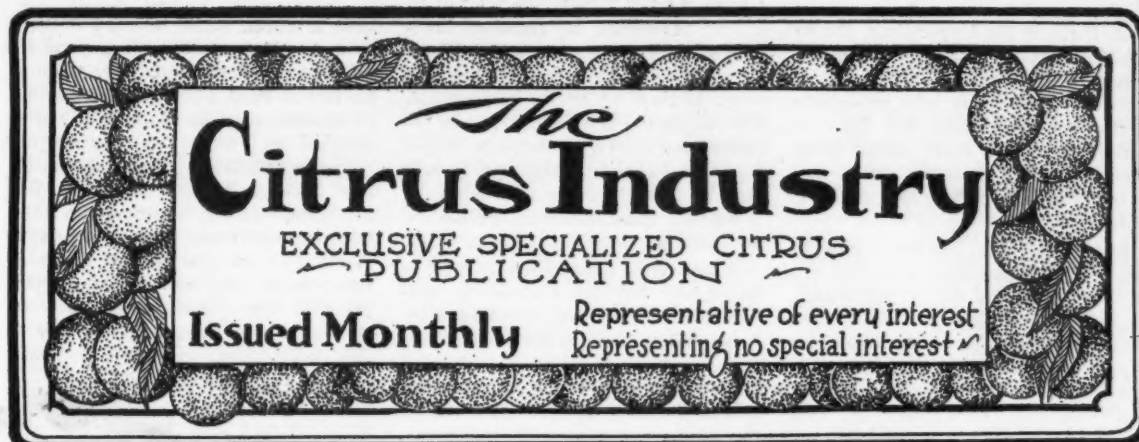 The
Citrus Industry
EXCLUSIVE SPECIALIZED CITRUS
PUBLICATION
Issued Monthly
Representative of every interest
Representing no special interest